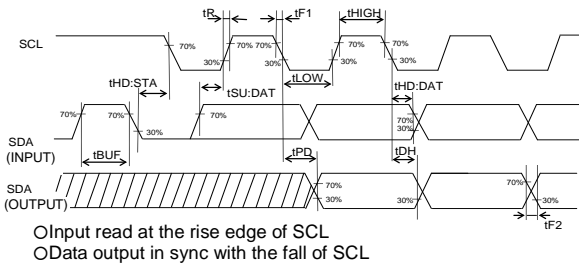 tR tF1 tHIGH
SCL 70% 30% 70% 30% 70% 30% 70% 30%
tHD:STA tLOW tHD:DAT
tSU:DAT
70% 70% 30% 70% 70% 30%
SDA
(INPUT)
tBUF tPD tDH
SDA
(OUTPUT)
70% 30% 30% 70% 30%
tF2
○Input read at the rise edge of SCL
○Data output in sync with the fall of SCL